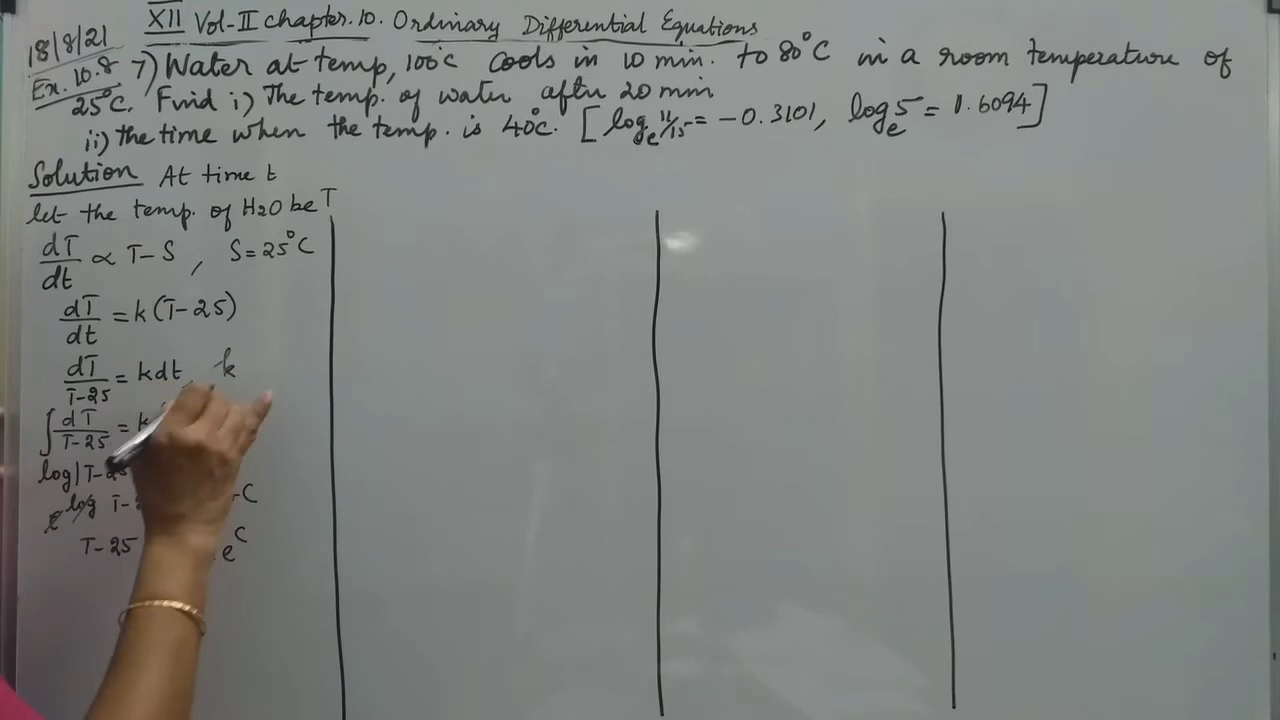 XII Vol-II chapter.10. Ordinary Differential Equations
18/8/21
Ex. 10.8
7) Water at temp, 100°C cools in 10 min. to 80°C in a room temperature of
25°C. Find i) The temp. of water after 20 min
ii) the time when the temp. is 40°C. [log_e 11/15 = -0.3101, log_e 5 = 1.6094]
Solution At time t
let the temp. of H2O be T
dT/dt ∝ T-S, S=25°C
dT/dt = k(T-25)
dT/T-25 = kdt, k
∫ dT/T-25 = k
log|T-25
e log T- -C
T-25 e^C